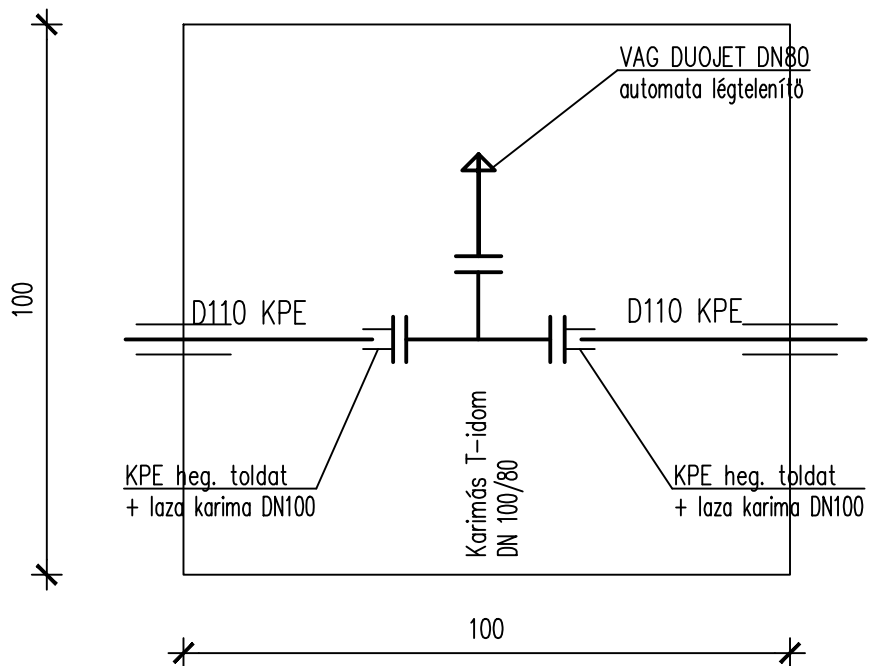 VAG DUOJET DN80
automata légtelenítő
100
D110 KPE
D110 KPE
Karimás T-idom
DN 100/80
KPE heg. toldat
+ laza karima DN100
KPE heg. toldat
+ laza karima DN100
100